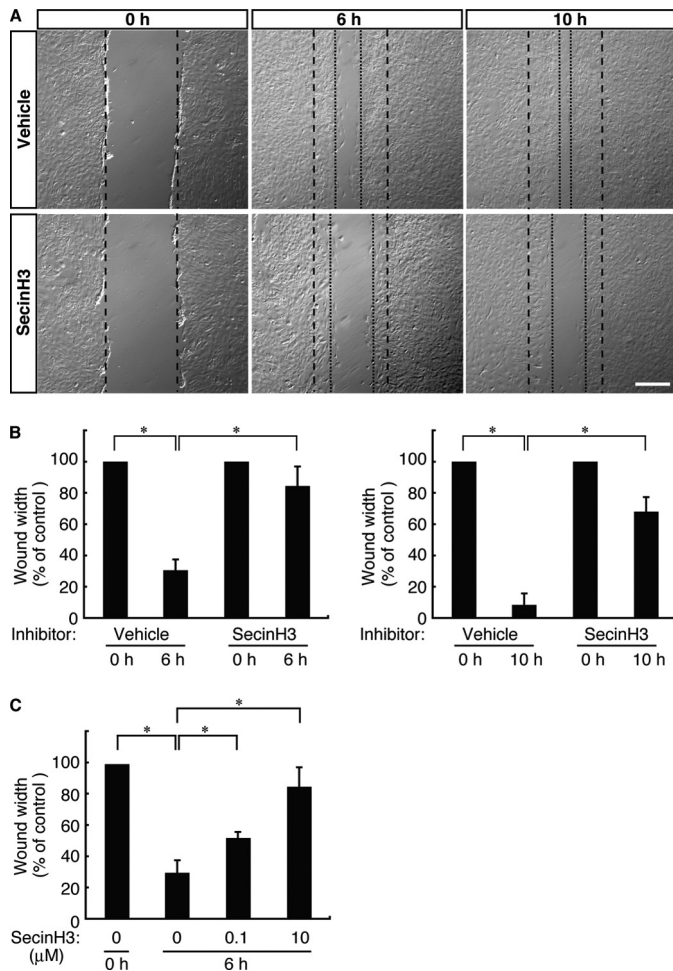 A
0 h
6 h
10 h
Vehicle
SecinH3
B
Wound width
(% of control )
100
80
60
40
20
0
*
*
Inhibitor:
Vehicle
SecinH3
0 h
6 h
0 h
6 h
Wound width
(% of control )
100
80
60
40
20
0
*
*
Inhibitor:
Vehicle
SecinH3
0 h
10 h
0 h
10 h
C
Wound width
(% of control )
100
80
60
40
20
0
*
*
*
SecinH3:
(μM)
0
0
0.1
10
0 h
6 h